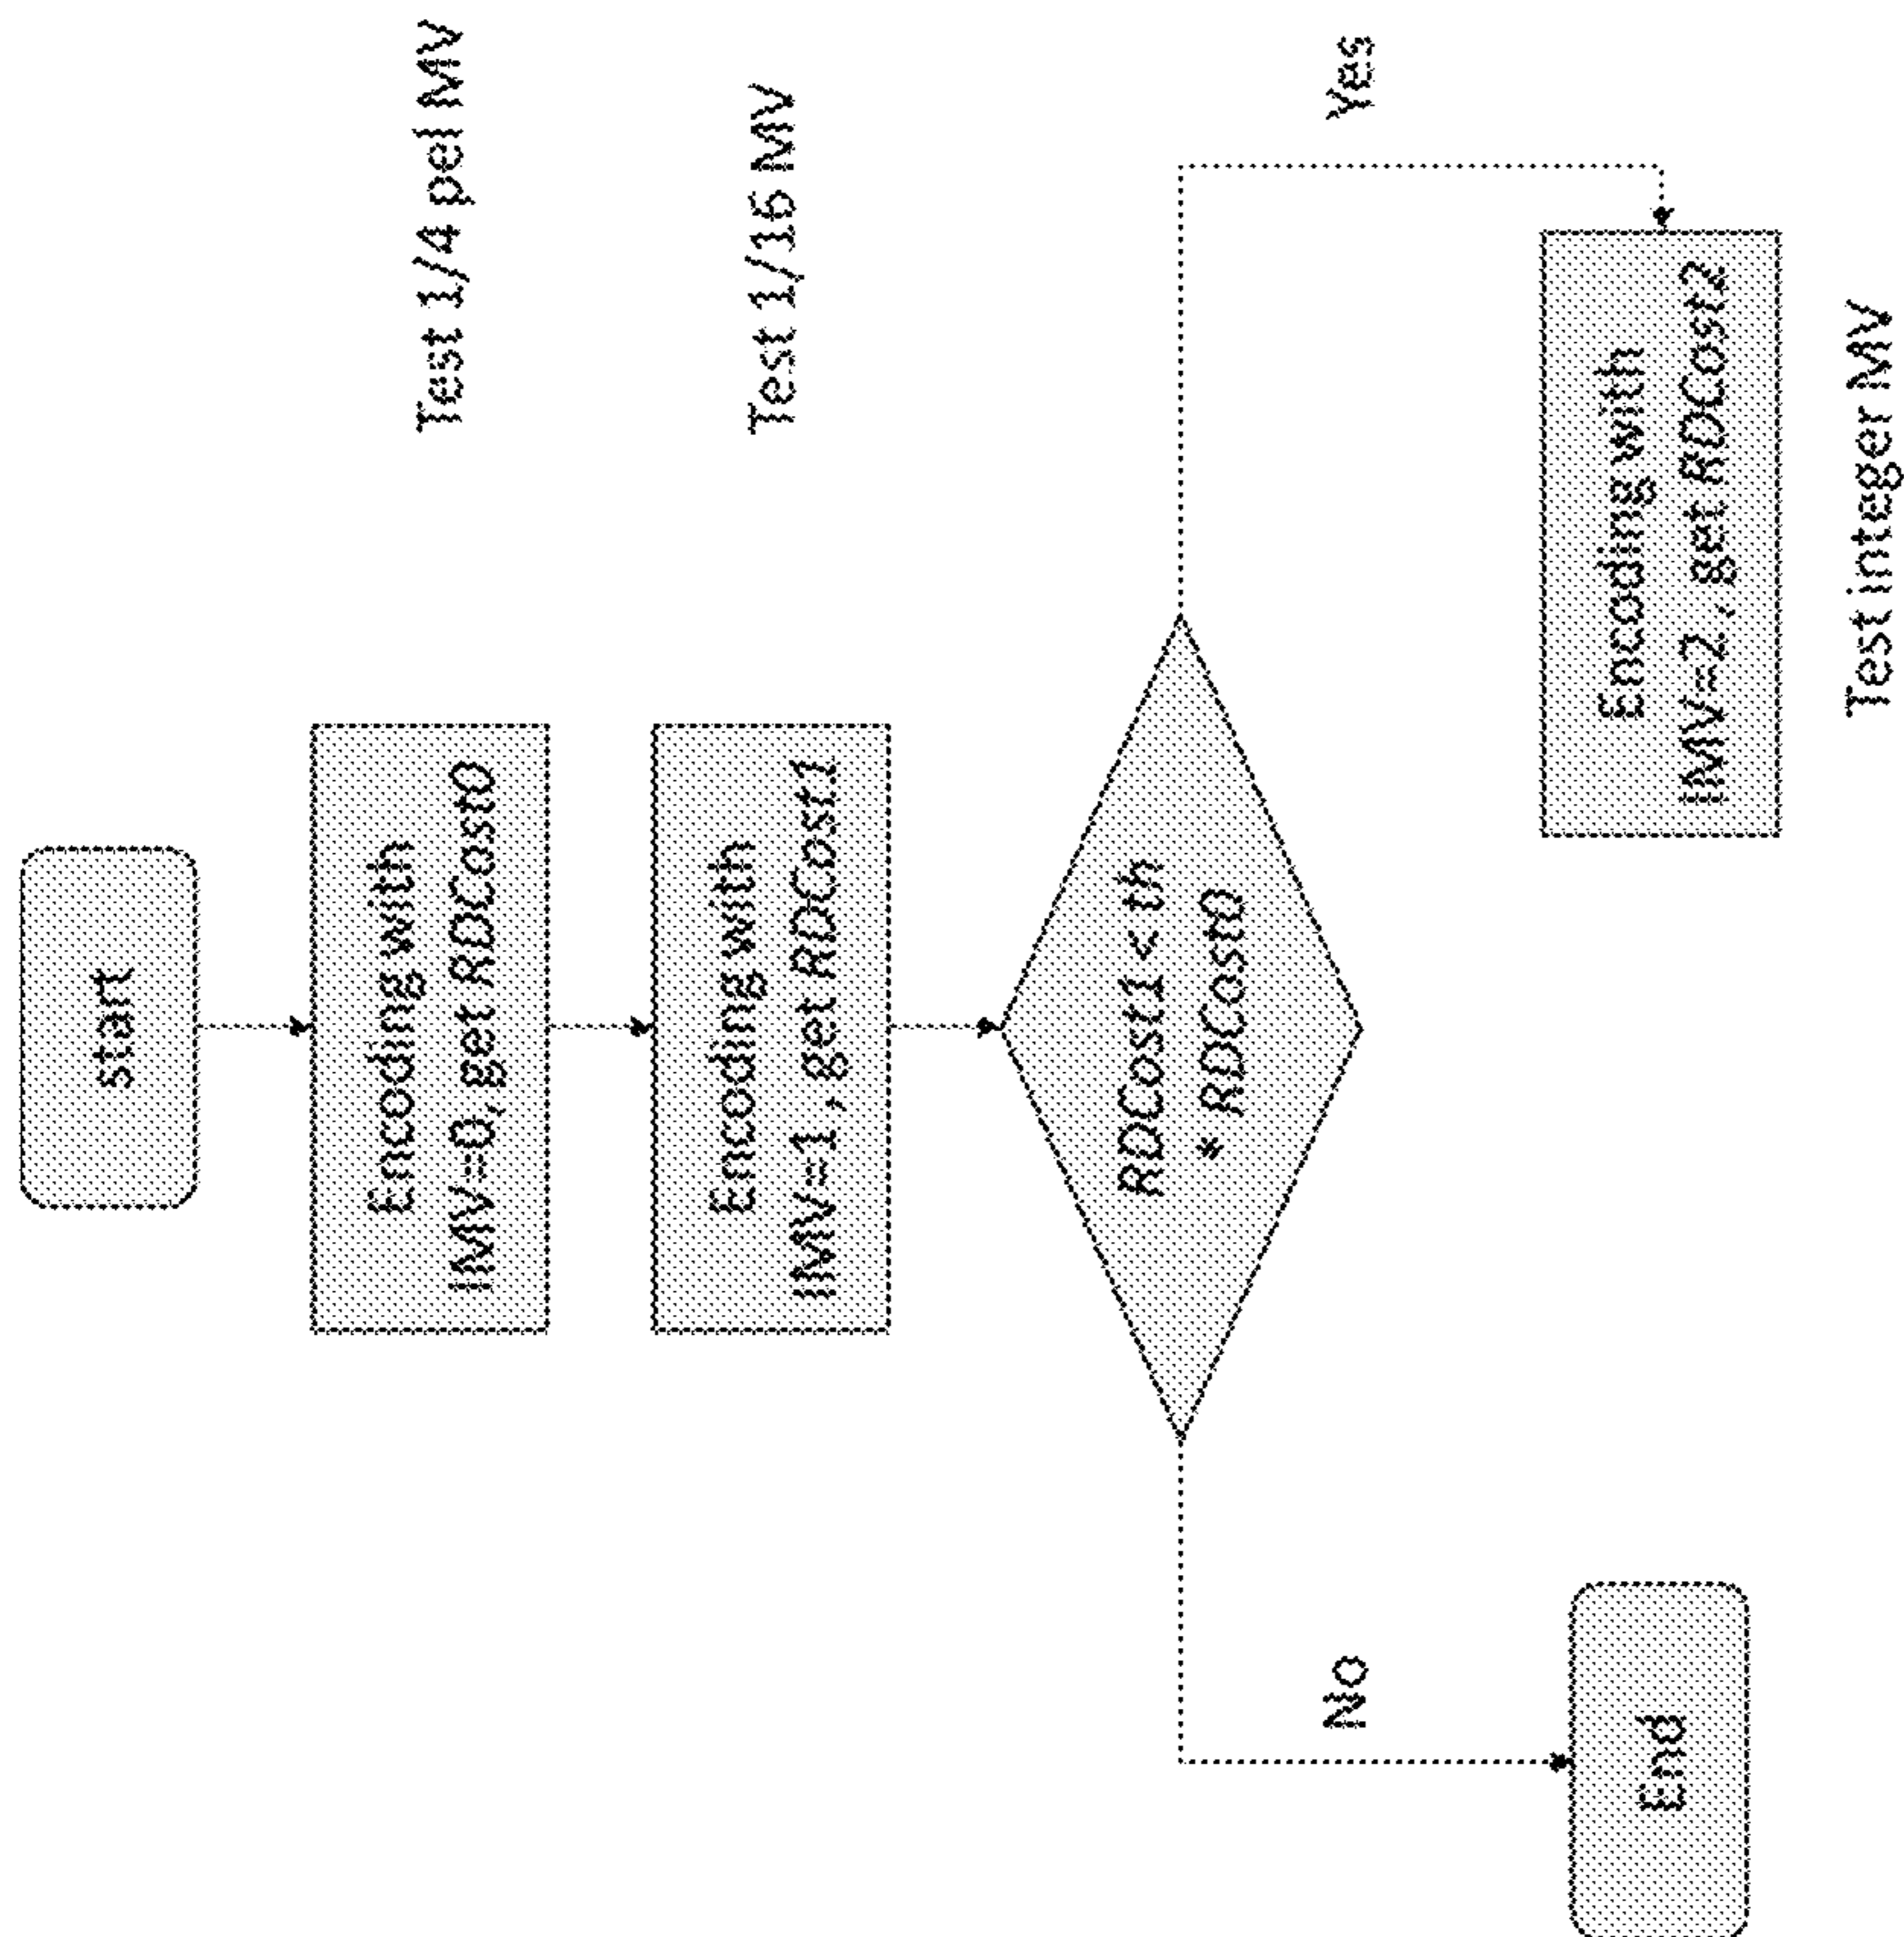 start
Encoding with
IMV=0, get RDCost0
Test 1/4 pel MV
Encoding with
IMV=1 , get RDCost1
Test 1/16 MV
RDCost1 < th
* RDCost0
No
Yes
End
Encoding with
IMV=2 , get RDCost2
Test integer MV